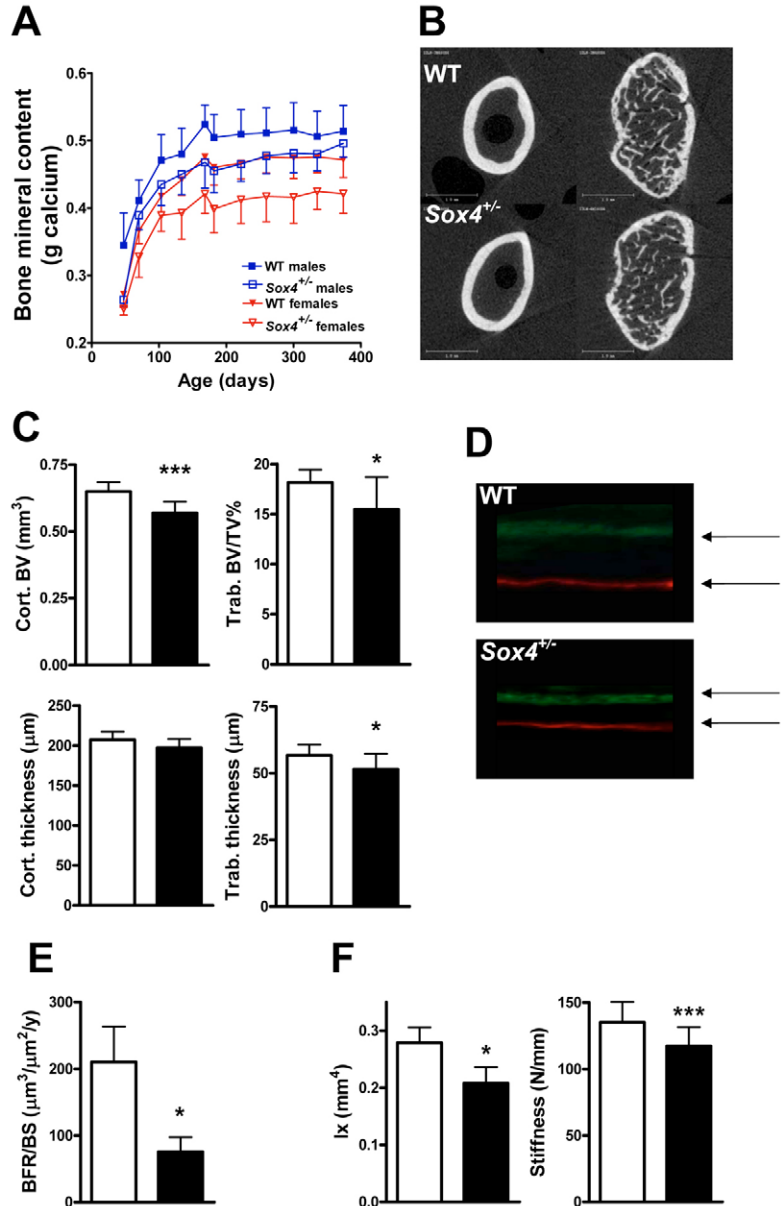 A
0.6
0.5
0.4
0.3
0.2
0
100
200
300
400
Bone mineral content
(g calcium)
Age (days)
WT males
Sox4+/- males
WT females
Sox4+/- females
B
WT
Sox4+/-
C
0.75
0.50
0.25
0.00
Cort. BV (mm3)
***
20
15
10
5
0
Trab. BV/TV%
*
250
200
150
100
50
0
Cort. thickness (μm)
75
50
25
0
Trab. thickness (μm)
*
D
WT
Sox4+/-
E
300
200
100
0
BFR/BS (μm3/μm2/y)
*
F
0.3
0.2
0.1
0.0
Ix (mm4)
*
150
100
50
0
Stiffness (N/mm)
***